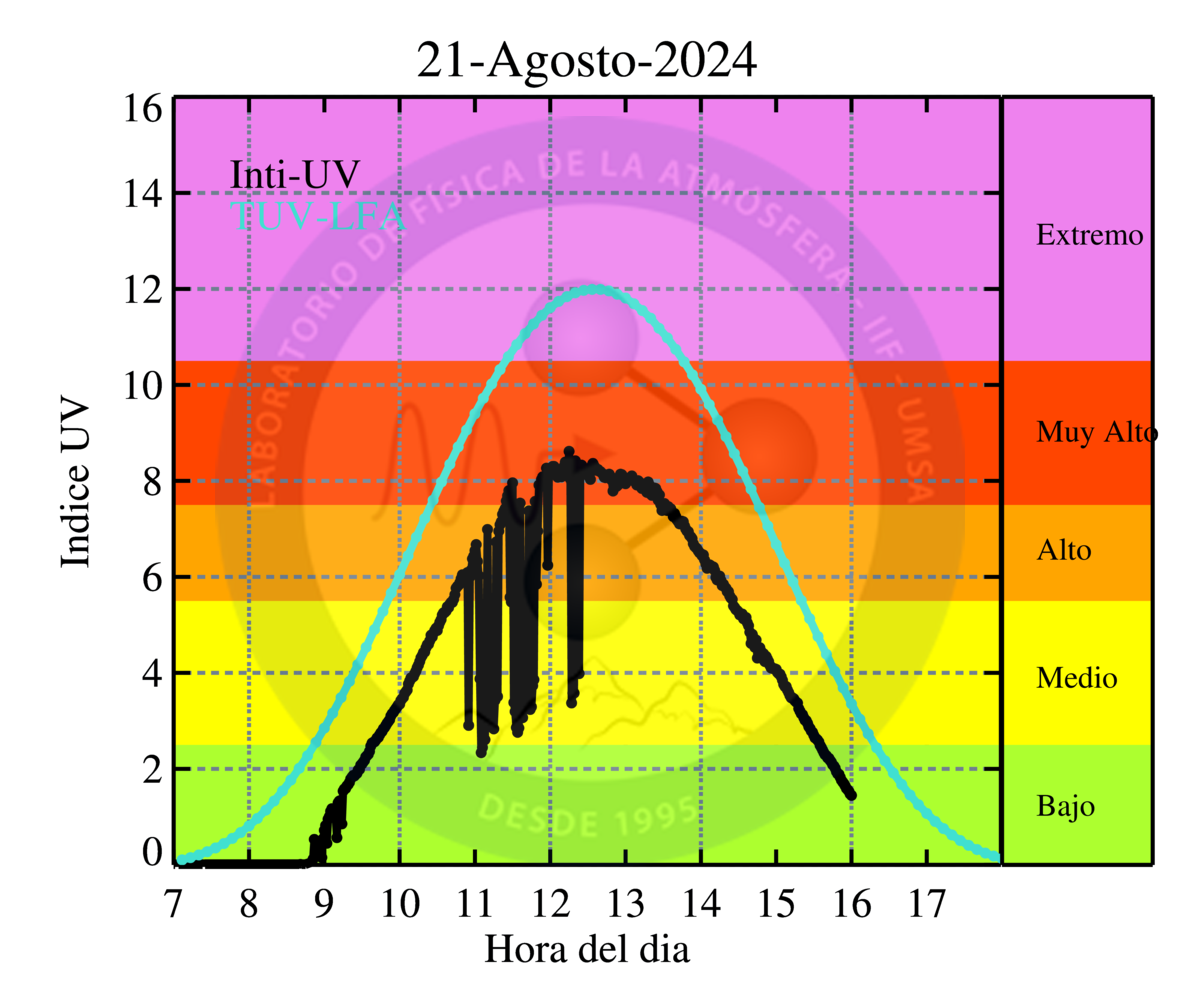 21-Agosto-2024
16
14
12
10
8
6
4
2
0
Indice UV
Inti-UV
TUV-LFA
LABORATORIO DE FÍSICA DE LA ATMÓSFERA - IIF - UMSA
DESDE 1995
Extremo
Muy Alto
Alto
Medio
Bajo
7 8 9 10 11 12 13 14 15 16 17
Hora del dia